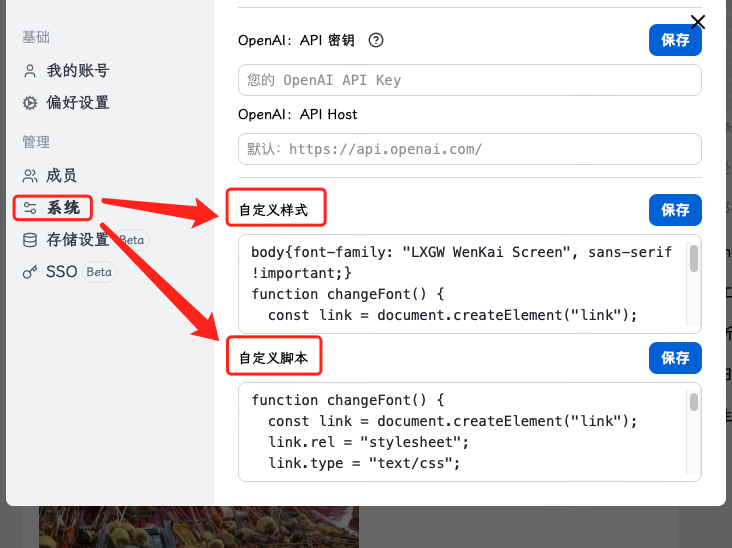 基础
我的账号
偏好设置
管理
成员
系统
存储设置 Beta
SSO Beta
OpenAI：API 密钥
保存
您的 OpenAI API Key
OpenAI：API Host
默认：https://api.openai.com/
自定义样式
保存
body{font-family: "LXGW WenKai Screen", sans-serif
!important;}
function changeFont() {
const link = document.createElement("link");
自定义脚本
保存
function changeFont() {
const link = document.createElement("link");
link.rel = "stylesheet";
link.type = "text/css";